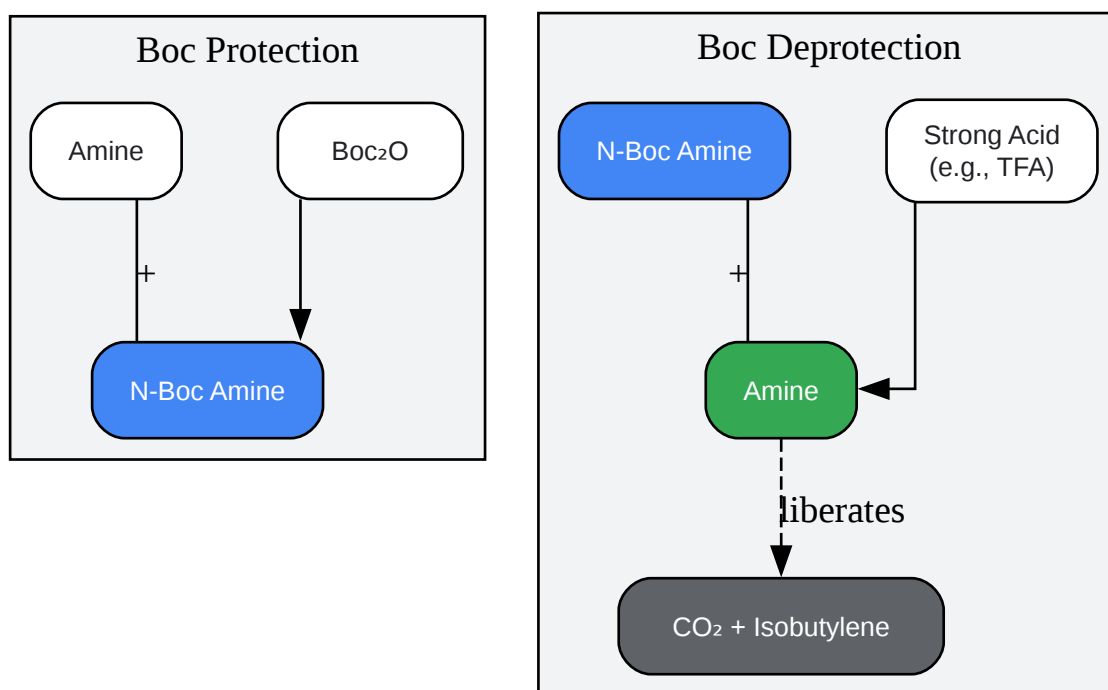 Boc Protection
Amine
Boc₂O
+
N-Boc Amine
Boc Deprotection
N-Boc Amine
Strong Acid
(e.g., TFA)
+
Amine
liberates
CO₂ + Isobutylene